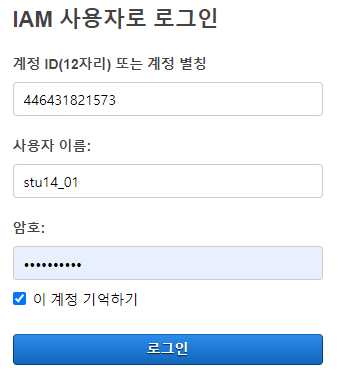 IAM 사용자로 로그인
계정 ID(12자리) 또는 계정 별칭
446431821573
사용자 이름:
stu14_01
암호:
••••••••••
이 계정 기억하기
로그인